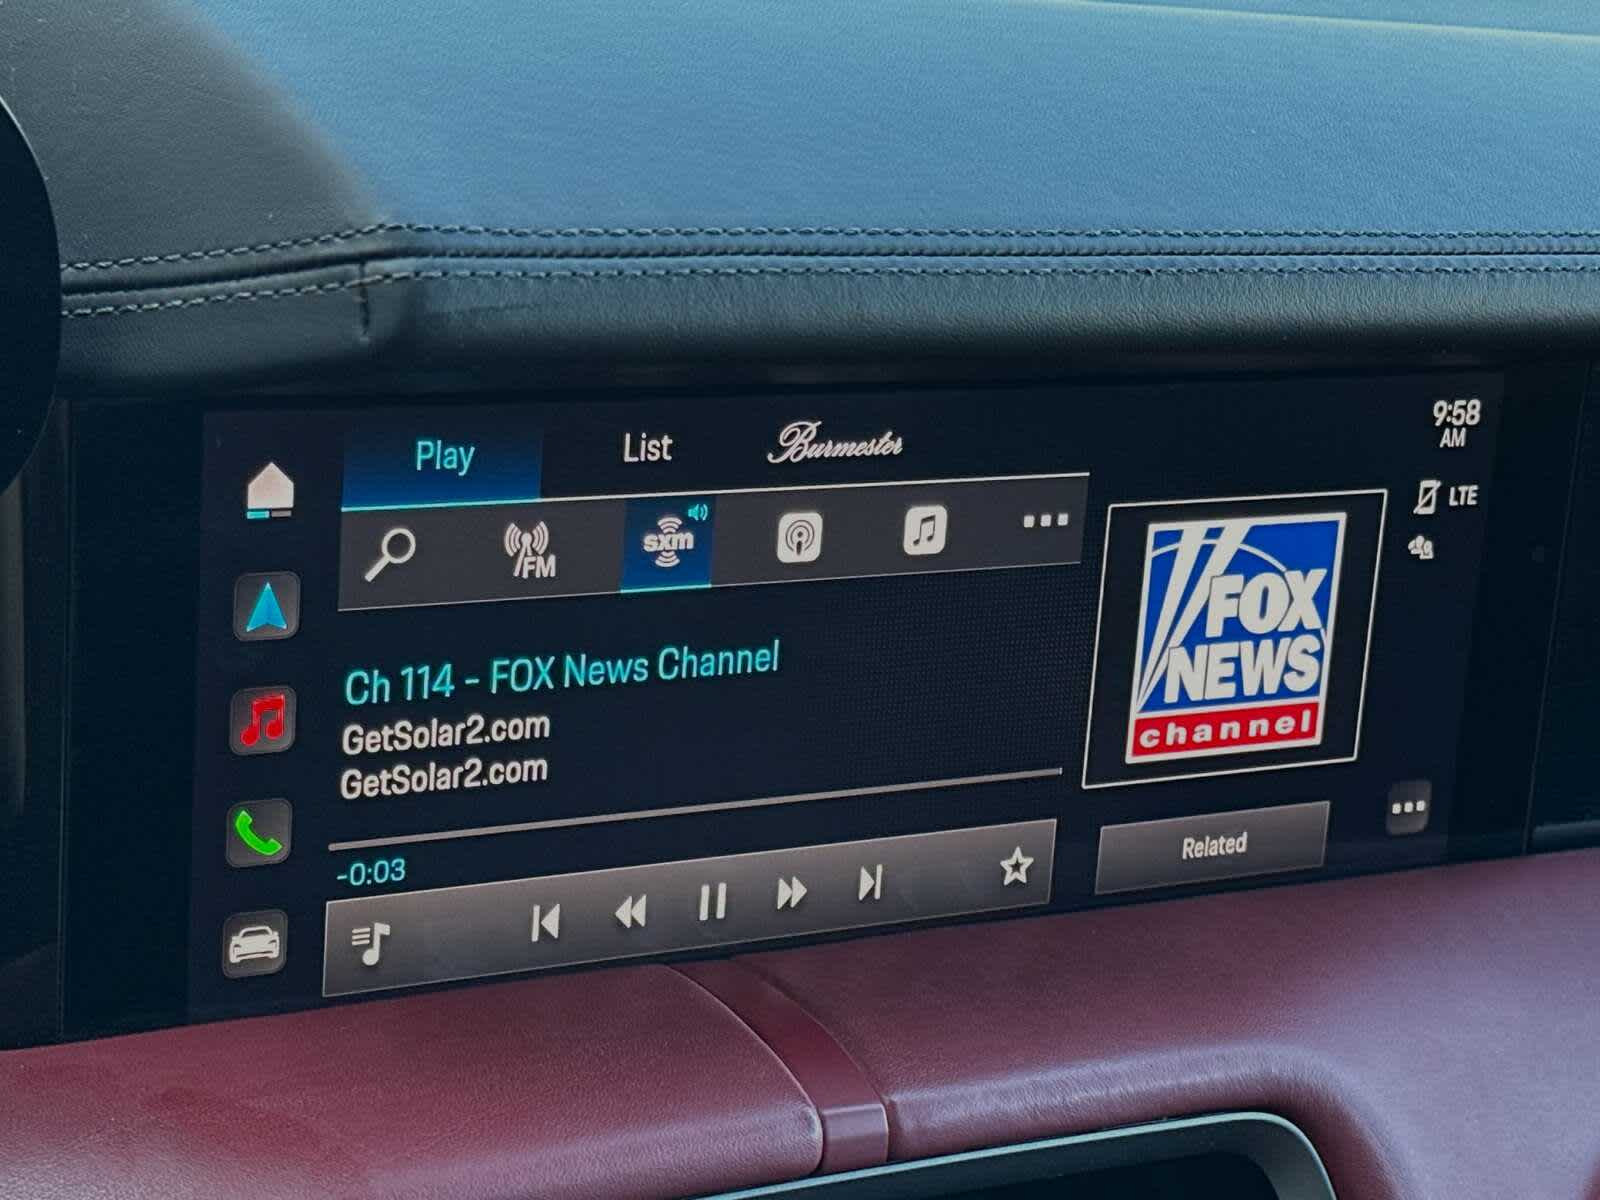 Play
List
Burmester
9:58
AM
LTE
FM
sxm
Ch 114 - FOX News Channel
GetSolar2.com
GetSolar2.com
-0:03
FOX
NEWS
channel
Related